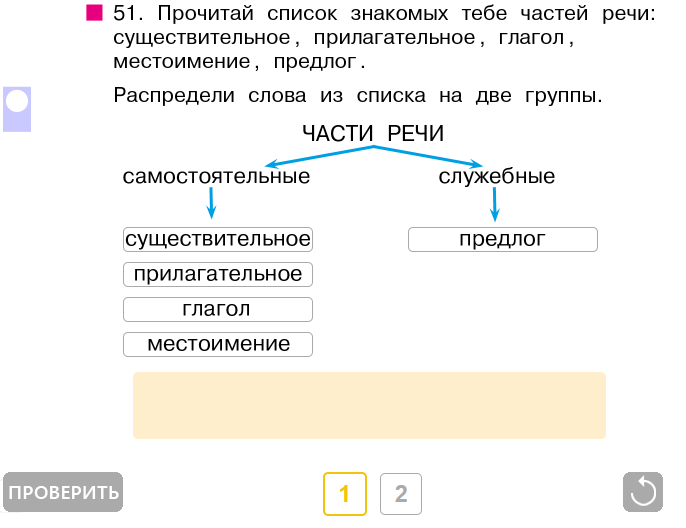 51. Прочитай список знакомых тебе частей речи:
существительное, прилагательное, глагол,
местоимение, предлог.
Распредели слова из списка на две группы.
ЧАСТИ РЕЧИ
самостоятельные служебные
существительное предлог
прилагательное
глагол
местоимение
ПРОВЕРИТЬ 1 2